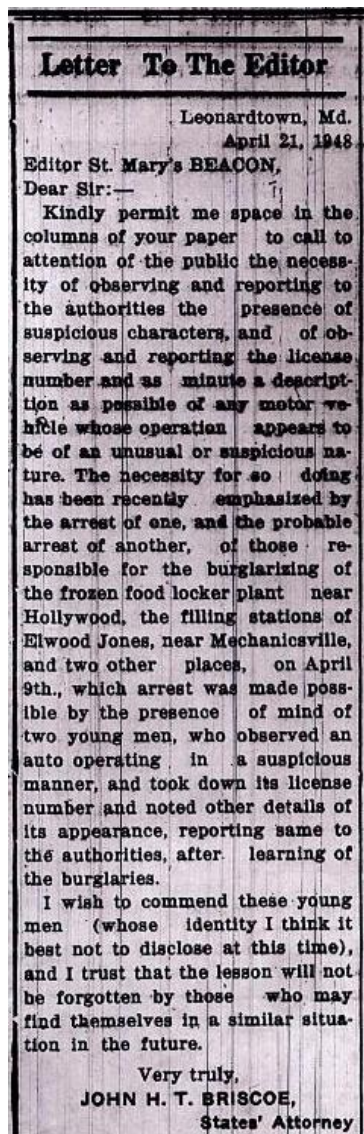 Letter To The Editor
Leonardtown, Md.
April 21, 1948
Editor St. Mary's BEACON,
Dear Sir:—
Kindly permit me space in the
columns of your paper to call to
attention of the public the necess-
ity of observing and reporting to
the authorities the presence of
suspicious characters, and of ob-
serving and reporting the license
number and as minute a descript-
tion as possible of any motor ve-
hicle whose operation appears to
be of an unusual or suspicious na-
ture. The necessity for so doing
has been recently emphasized by
the arrest of one, and the probable
arrest of another, of those re-
sponsible for the burglarizing of
the frozen food locker plant near
Hollywood, the filling stations of
Elwood Jones, near Mechanicsville,
and two other places, on April
9th., which arrest was made poss-
ible by the presence of mind of
two young men, who observed an
auto operating in a suspicious
manner, and took down its license
number and noted other details of
its appearance, reporting same to
the authorities, after learning of
the burglaries.
I wish to commend these young
men (whose identity I think it
best not to disclose at this time),
and I trust that the lesson will not
be forgotten by those who may
find themselves in a similar situa-
tion in the future.
Very truly,
JOHN H. T. BRISCOE,
States' Attorney